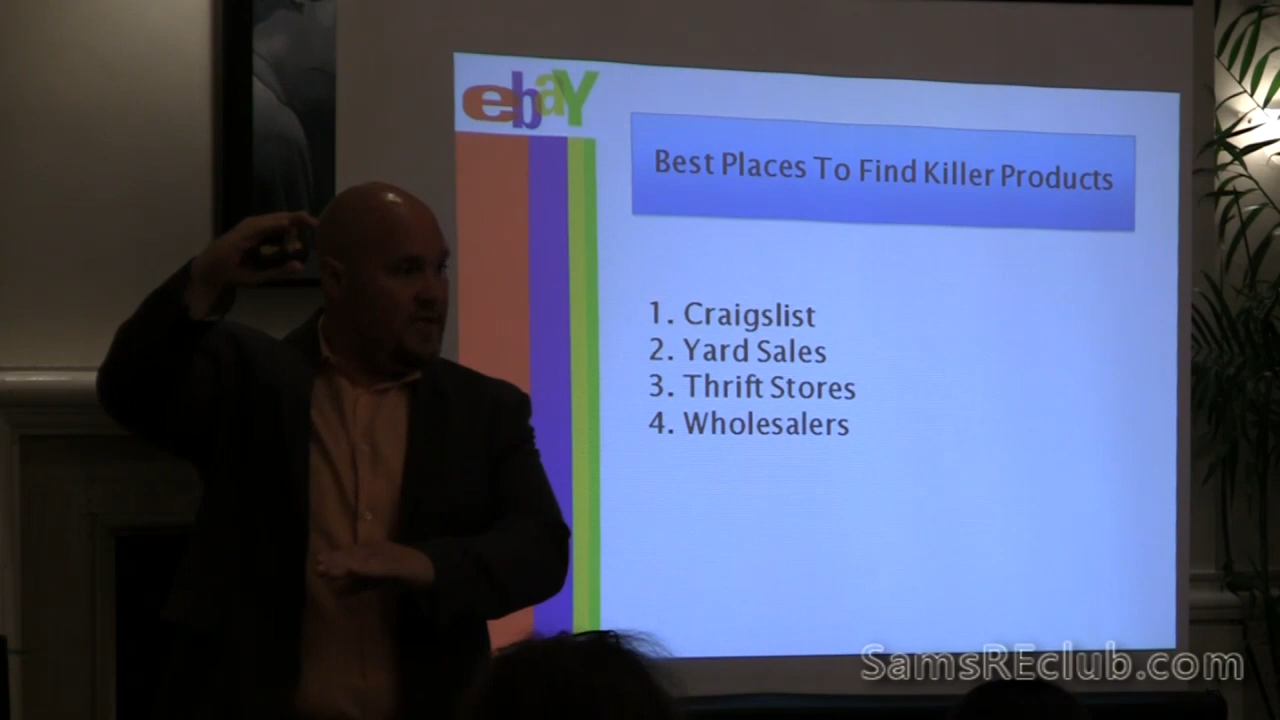 ebaY
Best Places To Find Killer Products
1. Craigslist
2. Yard Sales
3. Thrift Stores
4. Wholesalers
SamsREclub.com